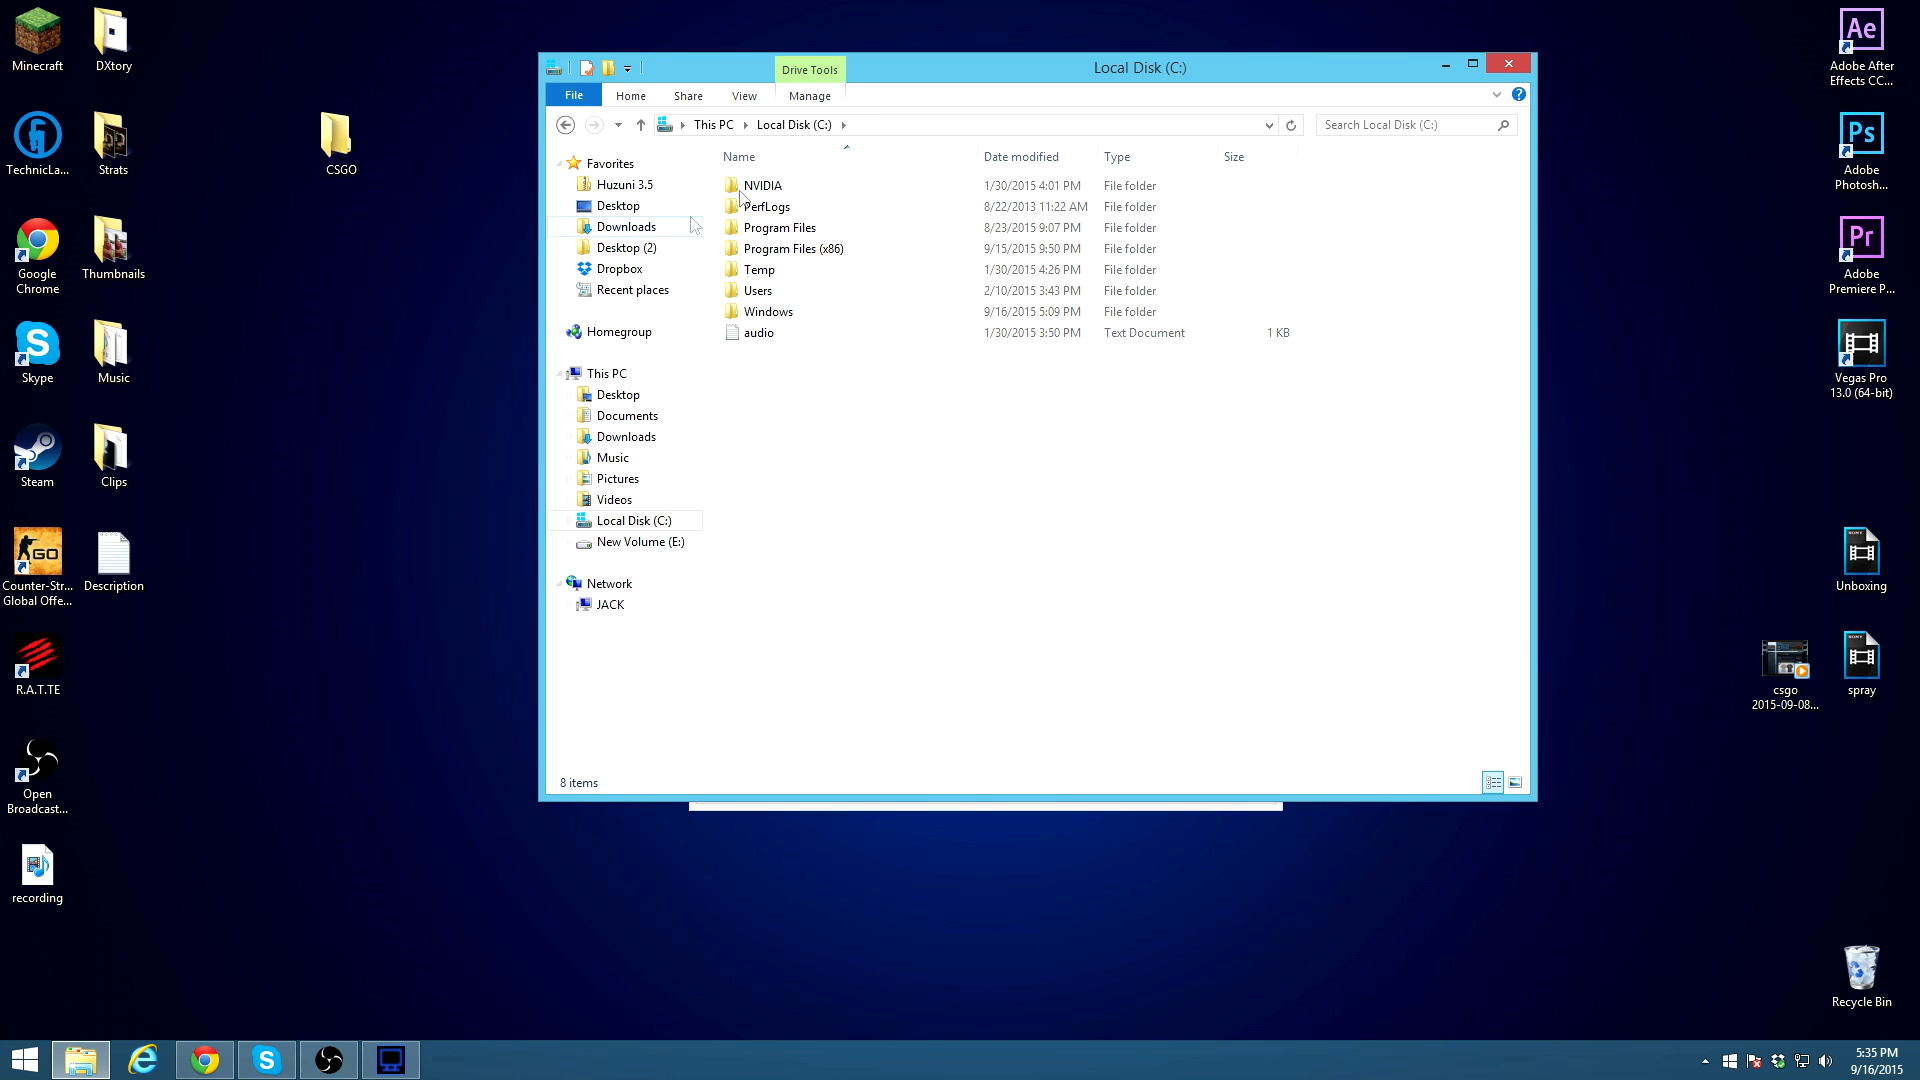 Minecraft
DXtory
TechnicLa...
Strats
CSGO
Google
Chrome
Thumbnails
Skype
Music
Steam
Clips
GO
Counter-Str...
Global Offe...
Description
R.A.T.TE
Open
Broadcast...
recording
Drive Tools
Local Disk (C:)
File
Home
Share
View
Manage
This PC
Local Disk (C:)
Search Local Disk (C:)
Favorites
Huzuni 3.5
Desktop
Downloads
Desktop (2)
Dropbox
Recent places
Homegroup
This PC
Desktop
Documents
Downloads
Music
Pictures
Videos
Local Disk (C:)
New Volume (E:)
Network
JACK
Name Date modified Type Size
NVIDIA 1/30/2015 4:01 PM File folder
PerfLogs 8/22/2013 11:22 AM File folder
Program Files 8/23/2015 9:07 PM File folder
Program Files (x86) 9/15/2015 9:50 PM File folder
Temp 1/30/2015 4:26 PM File folder
Users 2/10/2015 3:43 PM File folder
Windows 9/16/2015 5:09 PM File folder
audio 1/30/2015 3:50 PM Text Document 1 KB
8 items
Ae
Adobe After
Effects CC...
Ps
Adobe
Photosh...
Pr
Adobe
Premiere P...
Vegas Pro
13.0 (64-bit)
SONY
Unboxing
csgo
2015-09-08...
SONY
spray
Recycle Bin
5:35 PM
9/16/2015